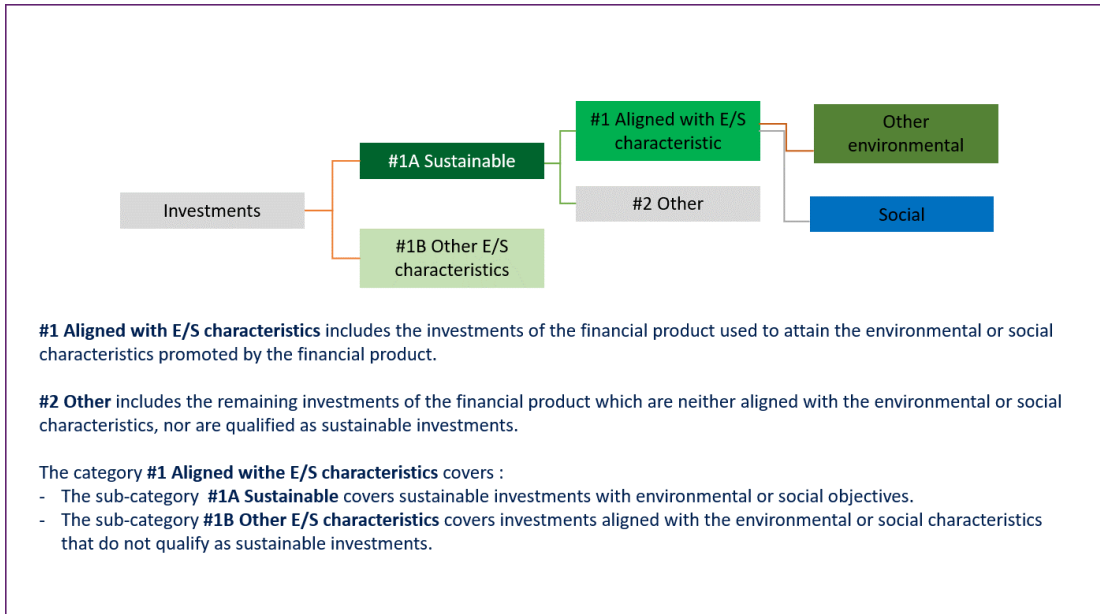 #1 Aligned with E/S
characteristic
Other
environmental
#1A Sustainable
Investments
#2 Other
Social
#1B Other E/S
characteristics
#1 Aligned with E/S characteristics includes the investments of the financial product used to attain the environmental or social
characteristics promoted by the financial product.
#2 Other includes the remaining investments of the financial product which are neither aligned with the environmental or social
characteristics, nor are qualified as sustainable investments.
The category #1 Aligned withe E/S characteristics covers :
- The sub-category #1A Sustainable covers sustainable investments with environmental or social objectives.
- The sub-category #1B Other E/S characteristics covers investments aligned with the environmental or social characteristics
that do not qualify as sustainable investments.